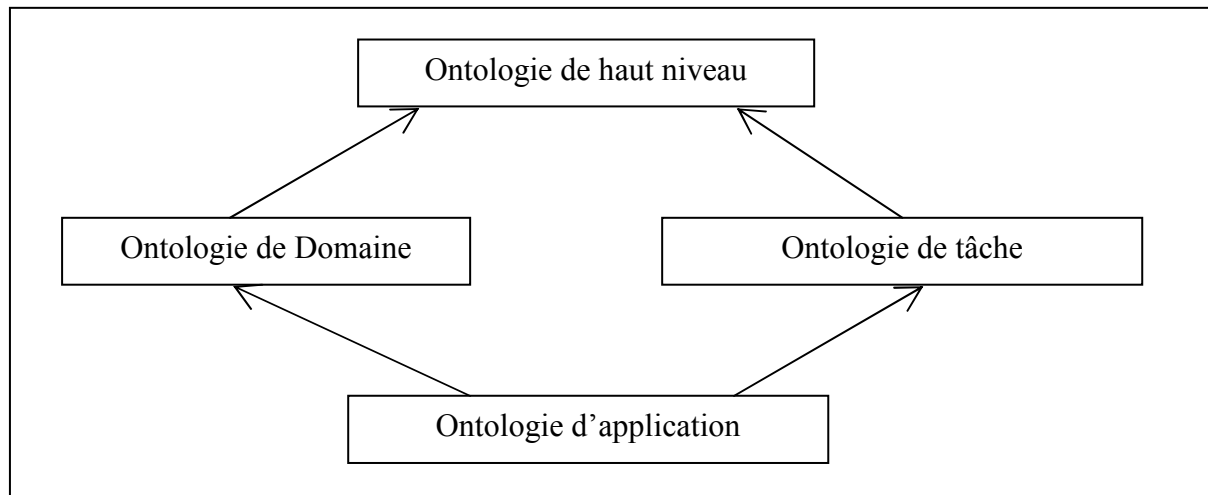 Ontologie de haut niveau
Ontologie de Domaine
Ontologie de tâche
Ontologie d’application